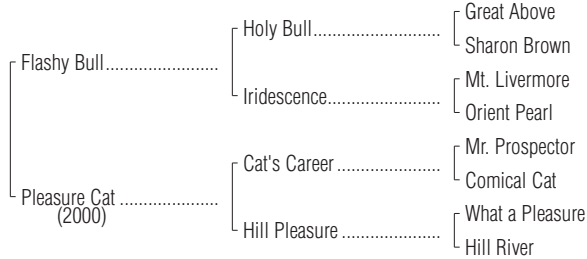 Great Above
Holy Bull
Sharon Brown
Flashy Bull
Mt. Livermore
Iridescence
Orient Pearl
Mr. Prospector
Cat's Career
Comical Cat
Pleasure Cat
(2000)
What a Pleasure
Hill Pleasure
Hill River